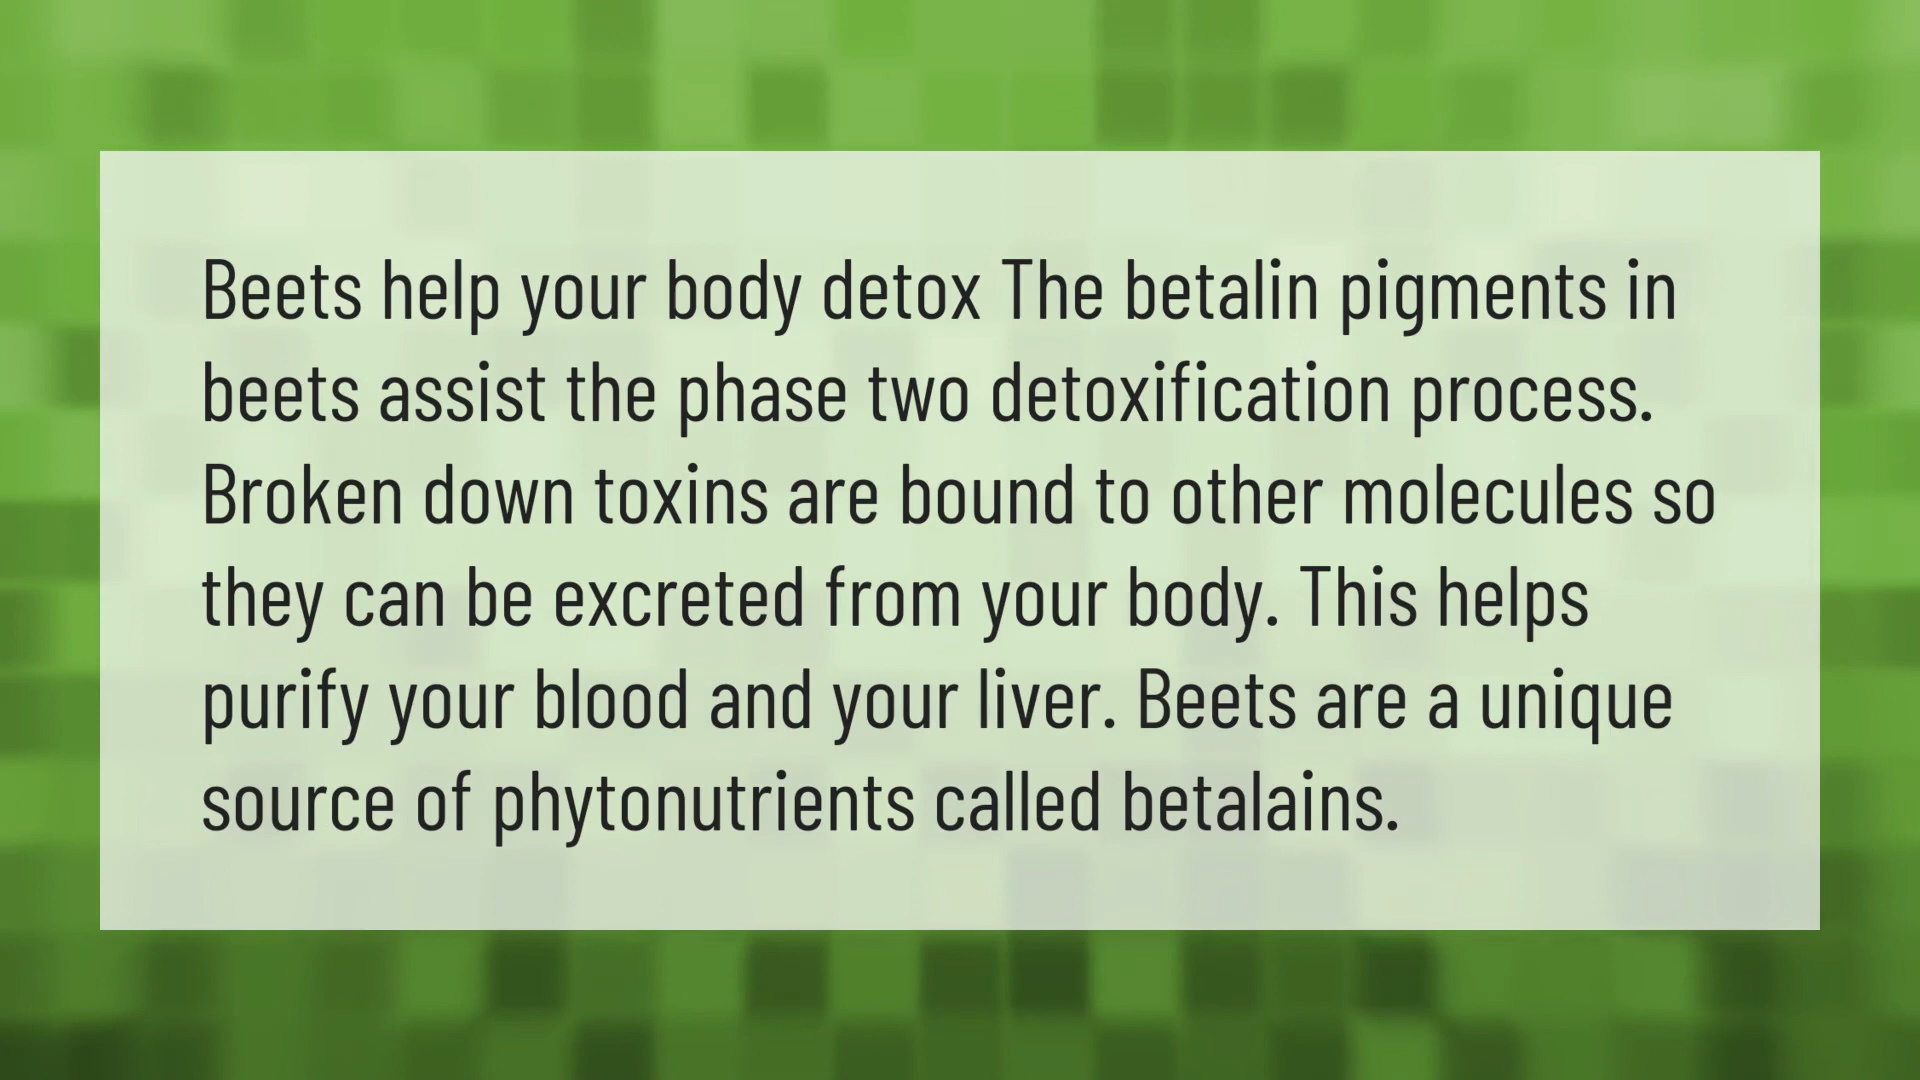 Beets help your body detox The betalin pigments in
beets assist the phase two detoxification process.
Broken down toxins are bound to other molecules so
they can be excreted from your body. This helps
purify your blood and your liver. Beets are a unique
source of phytonutrients called betalains.